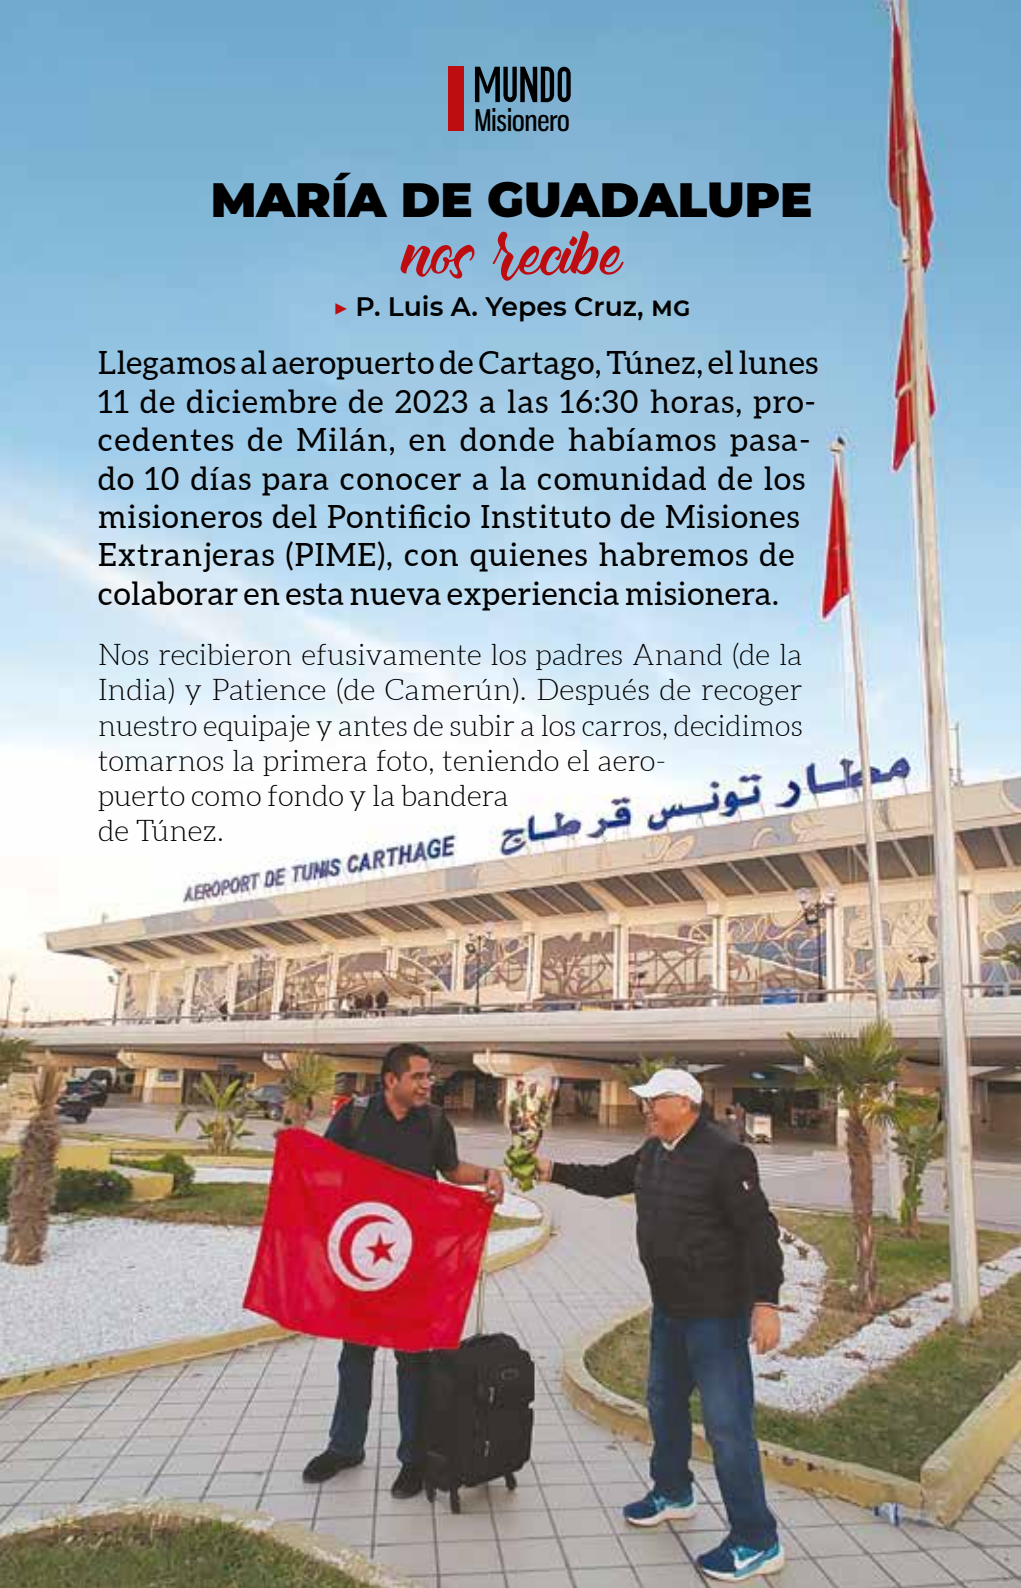 MUNDO
Misionero
MARÍA DE GUADALUPE
nos recibe
▸ P. Luis A. Yepes Cruz, MG
Llegamos al aeropuerto de Cartago, Túnez, el lunes
11 de diciembre de 2023 a las 16:30 horas, pro-
cedentes de Milán, en donde habíamos pasa-
do 10 días para conocer a la comunidad de los
misioneros del Pontificio Instituto de Misiones
Extranjeras (PIME), con quienes habremos de
colaborar en esta nueva experiencia misionera.
Nos recibieron efusivamente los padres Anand (de la
India) y Patience (de Camerún). Después de recoger
nuestro equipaje y antes de subir a los carros, decidimos
tomarnos la primera foto, teniendo el aero-
puerto como fondo y la bandera
de Túnez.
مطار تونس قرطاج
AEROPORT DE TUNIS CARTHAGE